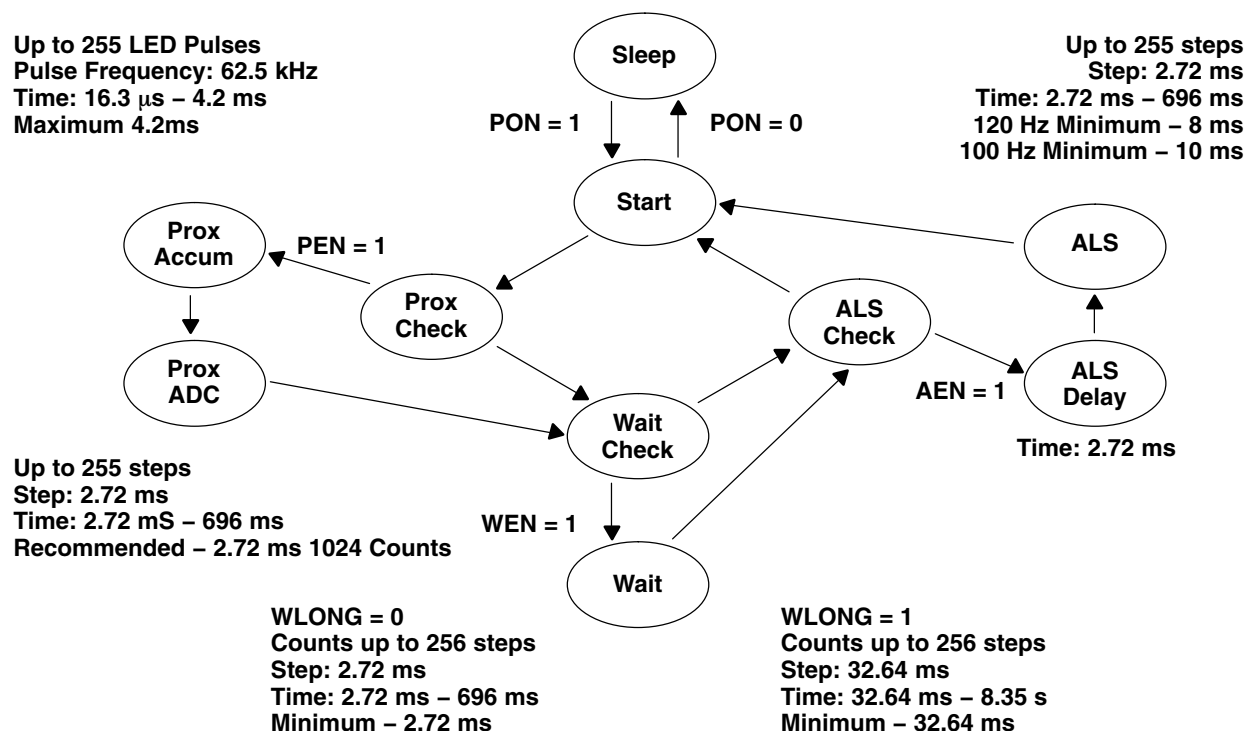 Up to 255 LED Pulses
Pulse Frequency: 62.5 kHz
Time: 16.3 μs – 4.2 ms
Maximum 4.2ms
Sleep
Up to 255 steps
Step: 2.72 ms
Time: 2.72 ms – 696 ms
120 Hz Minimum – 8 ms
100 Hz Minimum – 10 ms
PON = 1
PON = 0
Start
Prox
Accum
PEN = 1
ALS
Prox
Check
ALS
Check
Prox
ADC
AEN = 1
ALS
Delay
Time: 2.72 ms
Wait
Check
Up to 255 steps
Step: 2.72 ms
Time: 2.72 mS – 696 ms
Recommended – 2.72 ms 1024 Counts
WEN = 1
Wait
WLONG = 0
Counts up to 256 steps
Step: 2.72 ms
Time: 2.72 ms – 696 ms
Minimum – 2.72 ms
WLONG = 1
Counts up to 256 steps
Step: 32.64 ms
Time: 32.64 ms – 8.35 s
Minimum – 32.64 ms